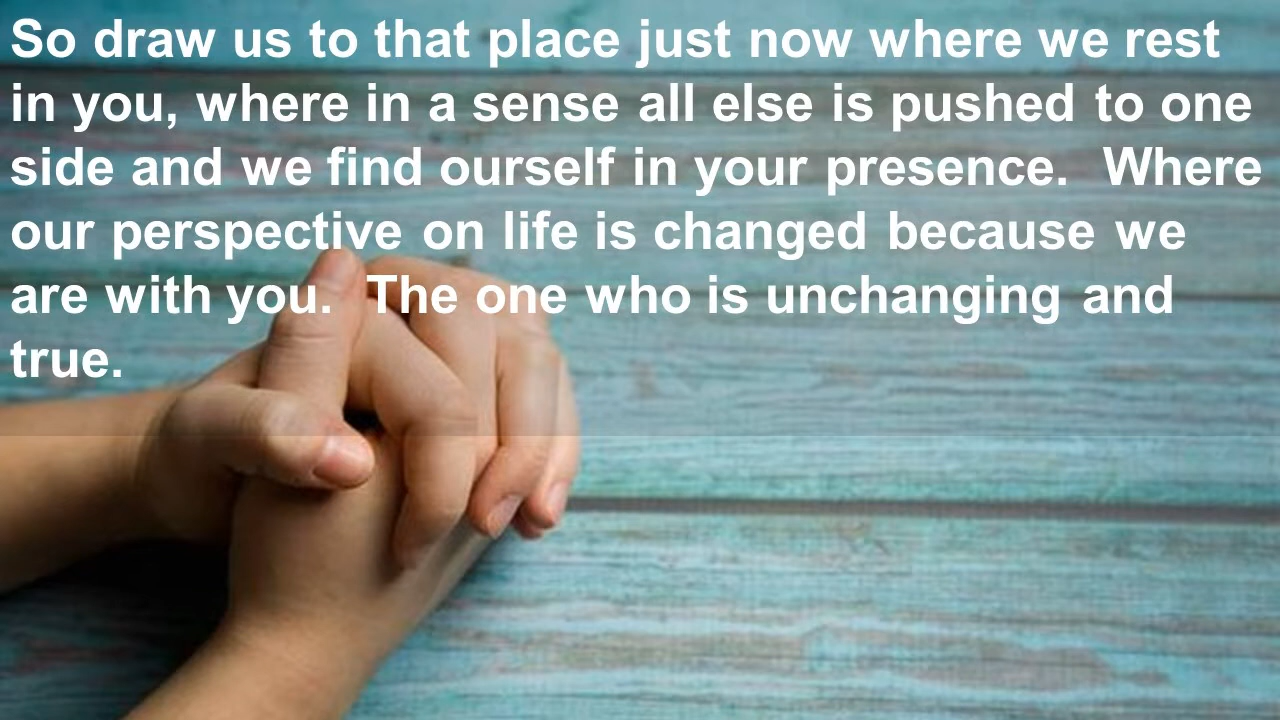 So draw us to that place just now where we rest
in you, where in a sense all else is pushed to one
side and we find ourself in your presence.  Where
our perspective on life is changed because we
are with you.  The one who is unchanging and
true.